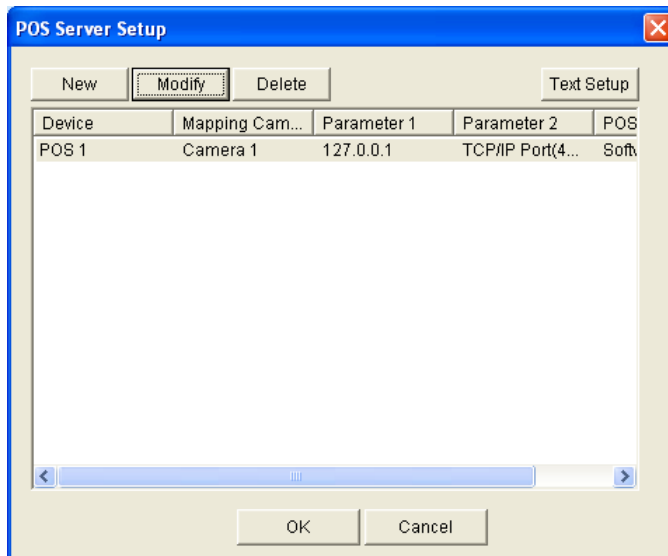 POS Server Setup
New Modify Delete Text Setup
Device Mapping Cam... Parameter 1 Parameter 2 POS
POS 1 Camera 1 127.0.0.1 TCP/IP Port(4... Softw
OK Cancel